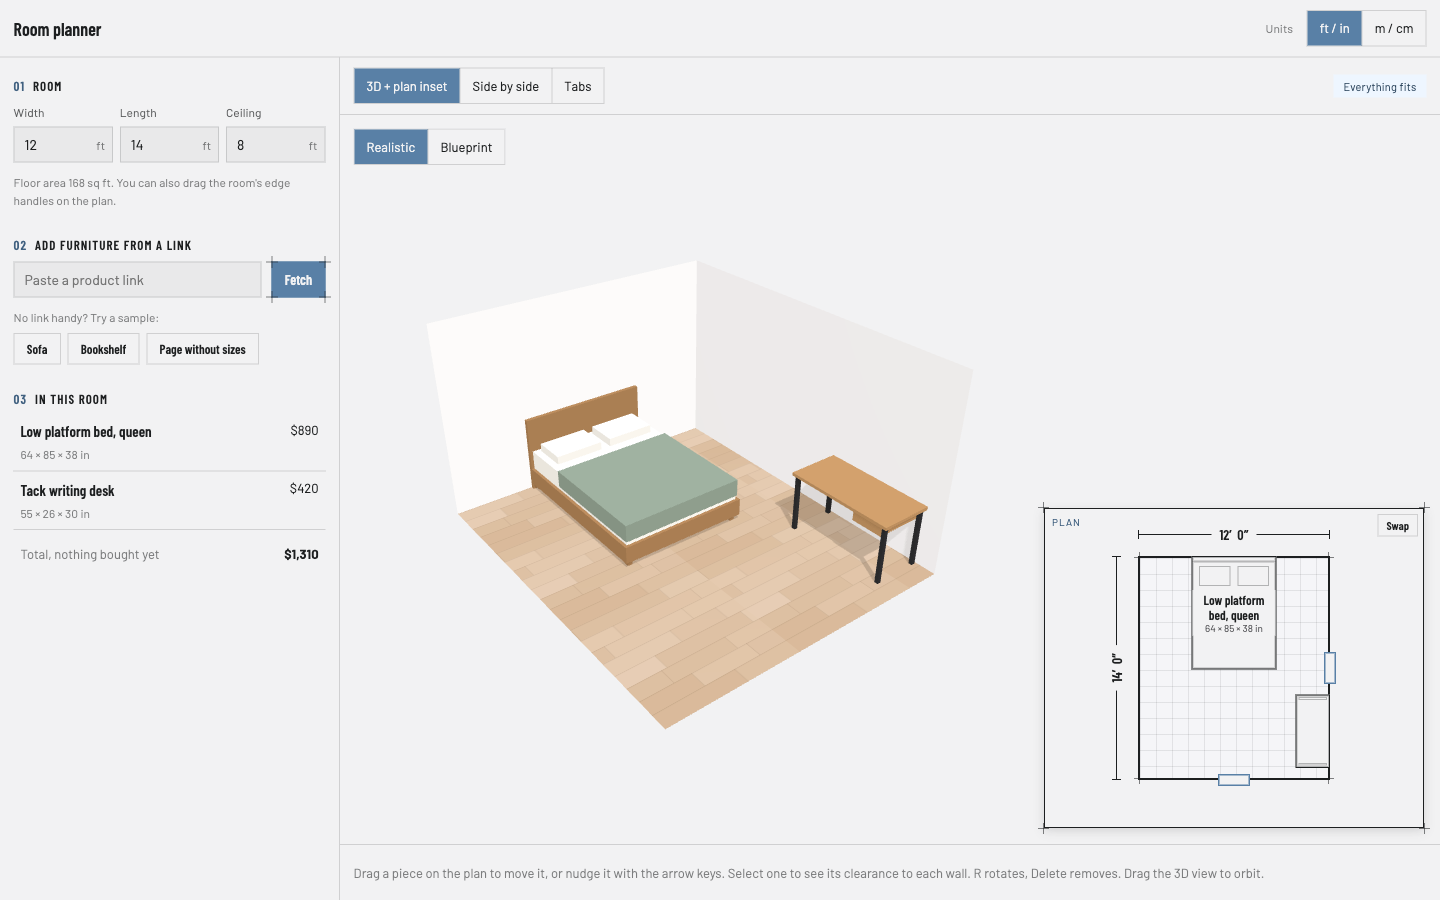 Room planner
Units
ft / in
m / cm
01 ROOM
Width
Length
Ceiling
12 ft
14 ft
8 ft
Floor area 168 sq ft. You can also drag the room's edge
handles on the plan.
02 ADD FURNITURE FROM A LINK
Paste a product link
Fetch
No link handy? Try a sample:
Sofa
Bookshelf
Page without sizes
03 IN THIS ROOM
Low platform bed, queen
$890
64 × 85 × 38 in
Tack writing desk
$420
55 × 26 × 30 in
Total, nothing bought yet
$1,310
3D + plan inset
Side by side
Tabs
Everything fits
Realistic
Blueprint
PLAN
Swap
12′ 0″
14′ 0″
Low platform
bed, queen
64 × 85 × 38 in
Drag a piece on the plan to move it, or nudge it with the arrow keys. Select one to see its clearance to each wall. R rotates, Delete removes. Drag the 3D view to orbit.